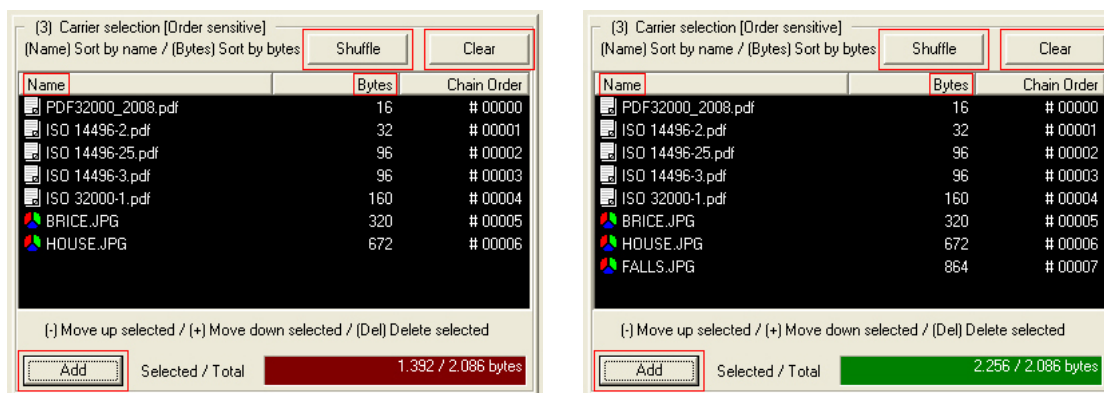 (3) Carrier selection [Order sensitive]
(Name) Sort by name / (Bytes) Sort by bytes Shuffle Clear
Name Bytes Chain Order
PDF32000_2008.pdf 16 # 00000
ISO 14496-2.pdf 32 # 00001
ISO 14496-25.pdf 96 # 00002
ISO 14496-3.pdf 96 # 00003
ISO 32000-1.pdf 160 # 00004
BRICE.JPG 320 # 00005
HOUSE.JPG 672 # 00006
(-) Move up selected / (+) Move down selected / (Del) Delete selected
Add Selected / Total 1.392 / 2.086 bytes
(3) Carrier selection [Order sensitive]
(Name) Sort by name / (Bytes) Sort by bytes Shuffle Clear
Name Bytes Chain Order
PDF32000_2008.pdf 16 # 00000
ISO 14496-2.pdf 32 # 00001
ISO 14496-25.pdf 96 # 00002
ISO 14496-3.pdf 96 # 00003
ISO 32000-1.pdf 160 # 00004
BRICE.JPG 320 # 00005
HOUSE.JPG 672 # 00006
FALLS.JPG 864 # 00007
(-) Move up selected / (+) Move down selected / (Del) Delete selected
Add Selected / Total 2.256 / 2.086 bytes